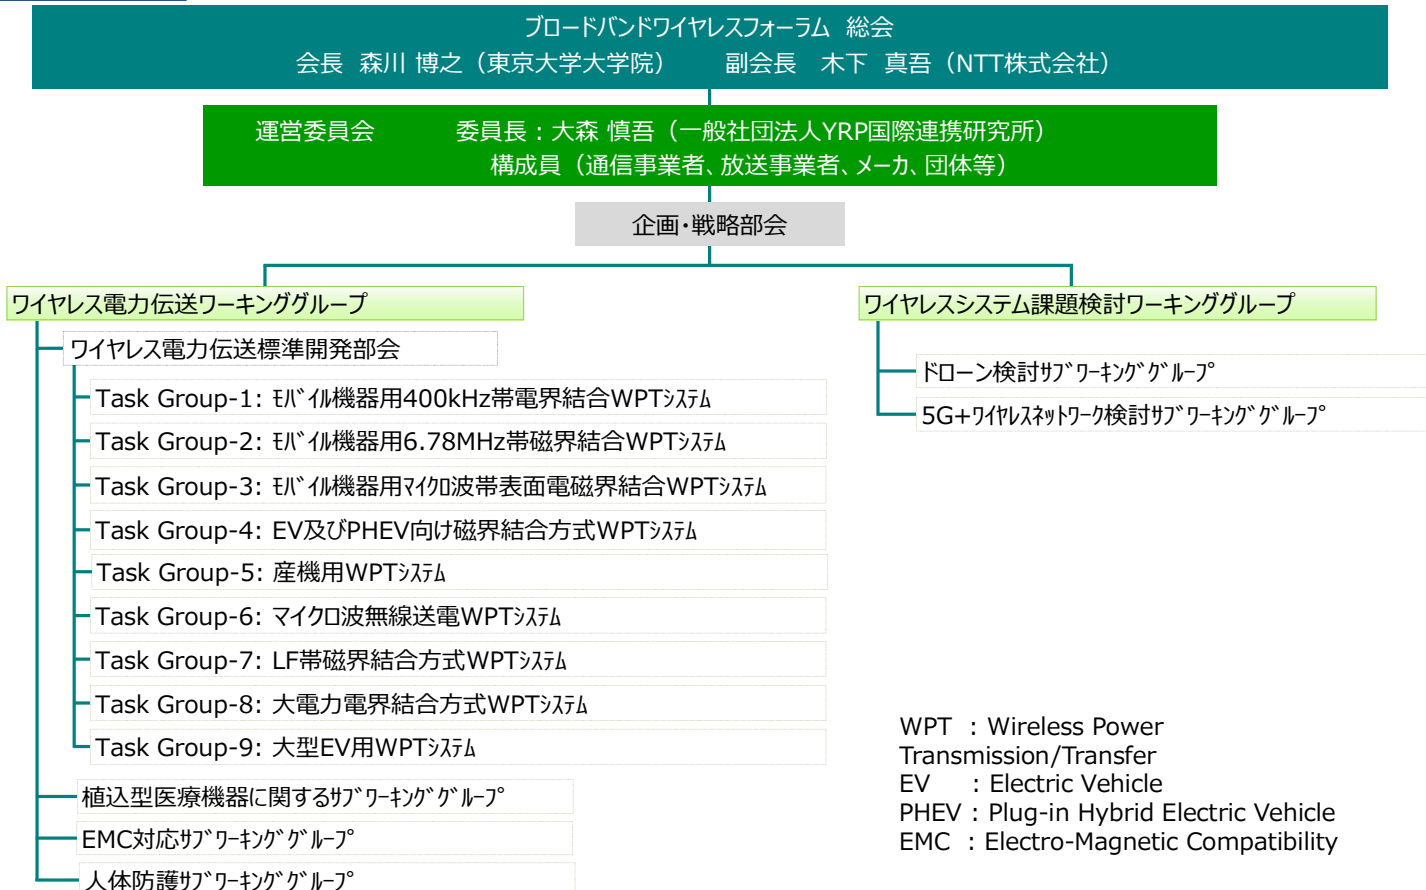 ブロードバンドワイヤレスフォーラム 総会
会長 森川 博之（東京大学大学院） 副会長 木下 真吾（NTT株式会社）
運営委員会 委員長：大森 慎吾（一般社団法人YRP国際連携研究所）
構成員（通信事業者、放送事業者、メーカ、団体等）
企画・戦略部会
ワイヤレス電力伝送ワーキンググループ
ワイヤレス電力伝送標準開発部会
Task Group-1: ﾓﾊﾞｲﾙ機器用400kHz帯電界結合WPTｼｽﾃﾑ
Task Group-2: ﾓﾊﾞｲﾙ機器用6.78MHz帯磁界結合WPTｼｽﾃﾑ
Task Group-3: ﾓﾊﾞｲﾙ機器用ﾏｲｸﾛ波帯表面電磁界結合WPTｼｽﾃﾑ
Task Group-4: EV及びPHEV向け磁界結合方式WPTｼｽﾃﾑ
Task Group-5: 産機用WPTｼｽﾃﾑ
Task Group-6: マイクロ波無線送電WPTｼｽﾃﾑ
Task Group-7: LF帯磁界結合方式WPTｼｽﾃﾑ
Task Group-8: 大電力電界結合方式WPTｼｽﾃﾑ
Task Group-9: 大型EV用WPTｼｽﾃﾑ
植込型医療機器に関するｻﾌﾞﾜｰｷﾝｸﾞｸﾞﾙｰﾌﾟ
EMC対応ｻﾌﾞﾜｰｷﾝｸﾞｸﾞﾙｰﾌﾟ
人体防護ｻﾌﾞﾜｰｷﾝｸﾞｸﾞﾙｰﾌﾟ
ワイヤレスシステム課題検討ワーキンググループ
ドローン検討ｻﾌﾞﾜｰｷﾝｸﾞｸﾞﾙｰﾌﾟ
5G+ﾜｲﾔﾚｽﾈｯﾄﾜｰｸ検討ｻﾌﾞﾜｰｷﾝｸﾞｸﾞﾙｰﾌﾟ
WPT : Wireless Power
Transmission/Transfer
EV : Electric Vehicle
PHEV : Plug-in Hybrid Electric Vehicle
EMC : Electro-Magnetic Compatibility